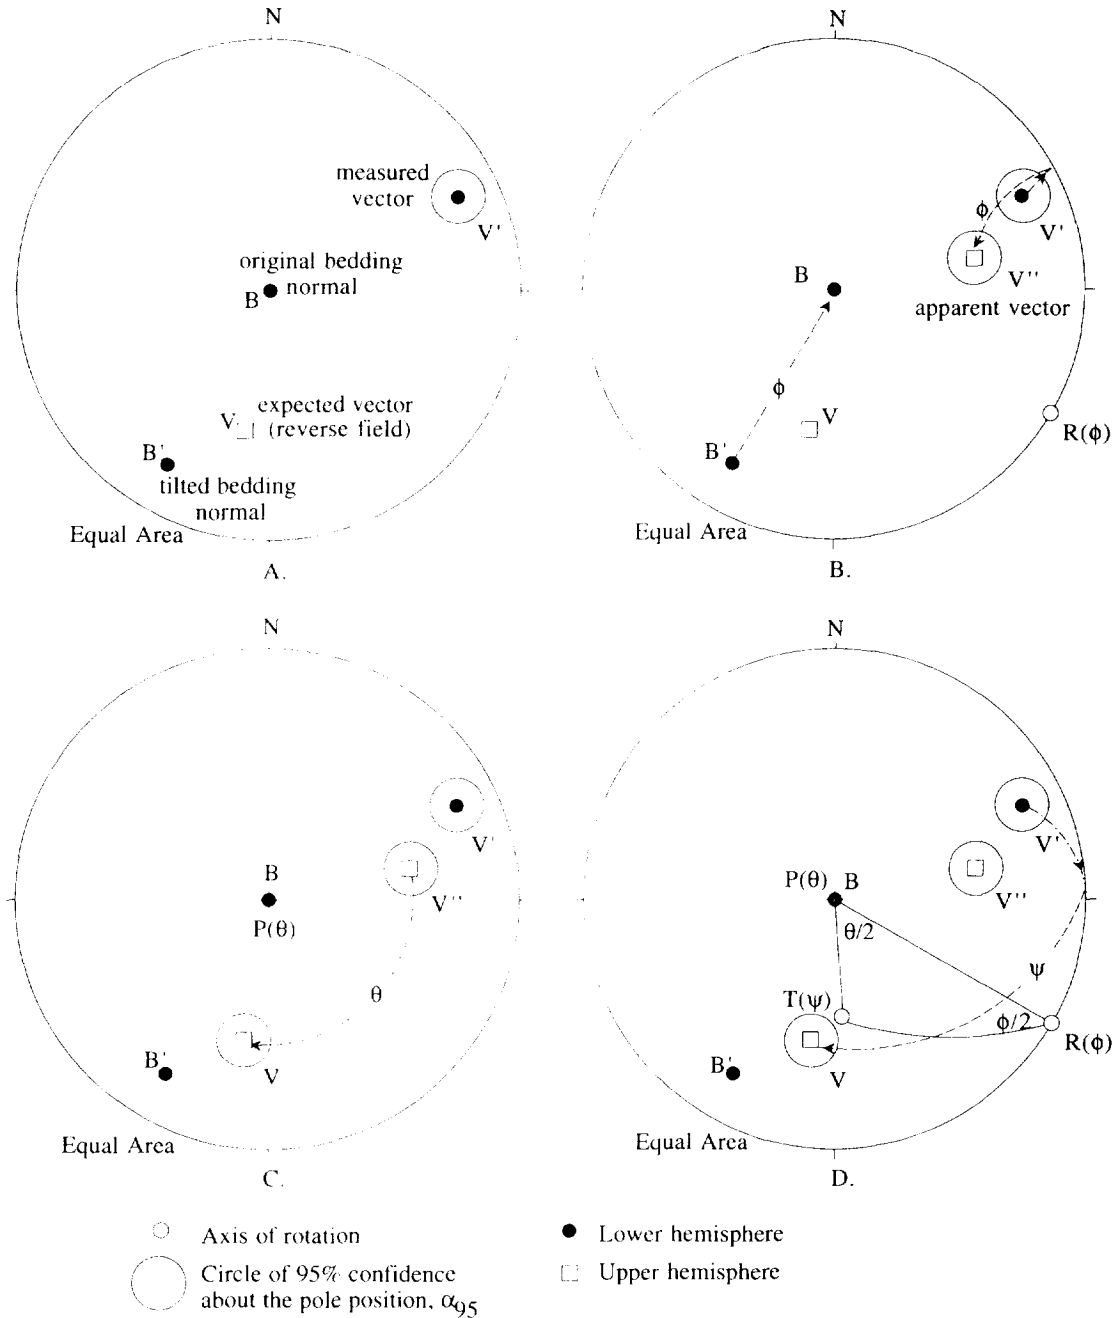 N
measured
vector
V'
original bedding
normal
B
expected vector
(reverse field)
V
B'
tilted bedding
normal
Equal Area
A.
N
ϕ
V'
B
V''
apparent vector
ϕ
V
R(ϕ)
B'
Equal Area
B.
N
V'
B
V''
P(θ)
θ
B'
V
Equal Area
C.
N
V'
P(θ) B
V''
θ/2
ψ
T(ψ)
ϕ/2
R(ϕ)
B'
V
Equal Area
D.
Axis of rotation
Circle of 95% confidence
about the pole position, α95
Lower hemisphere
Upper hemisphere